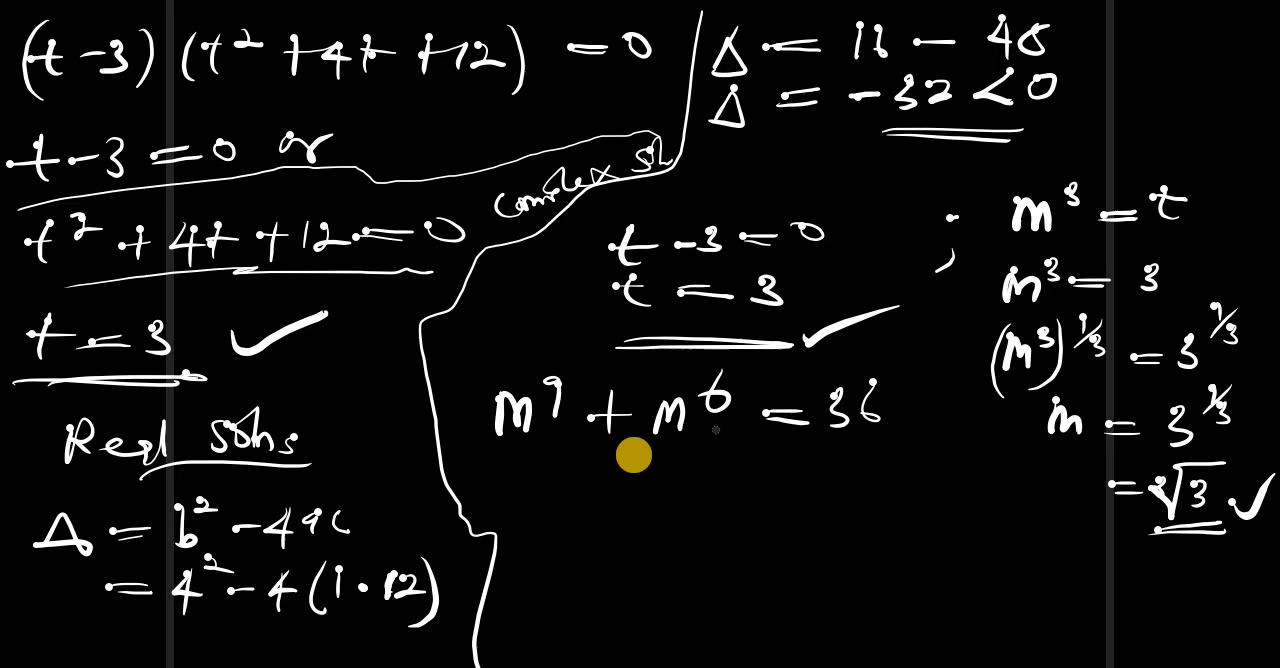 (t-3)(t²+4t+12) = 0
t-3=0 or
t²+4t+12=0
t=3 ✓
Real solns
Δ = b²-4ac
= 4²-4(1·12)
Δ = 16-48
Δ = -32<0
complex sol
t-3=0 ;
t=3 ✓
m⁹+m⁶=36
m³=t
m³=3
(m³)^1/3 = 3^1/3
m = 3^1/3
= ∛3 ✓